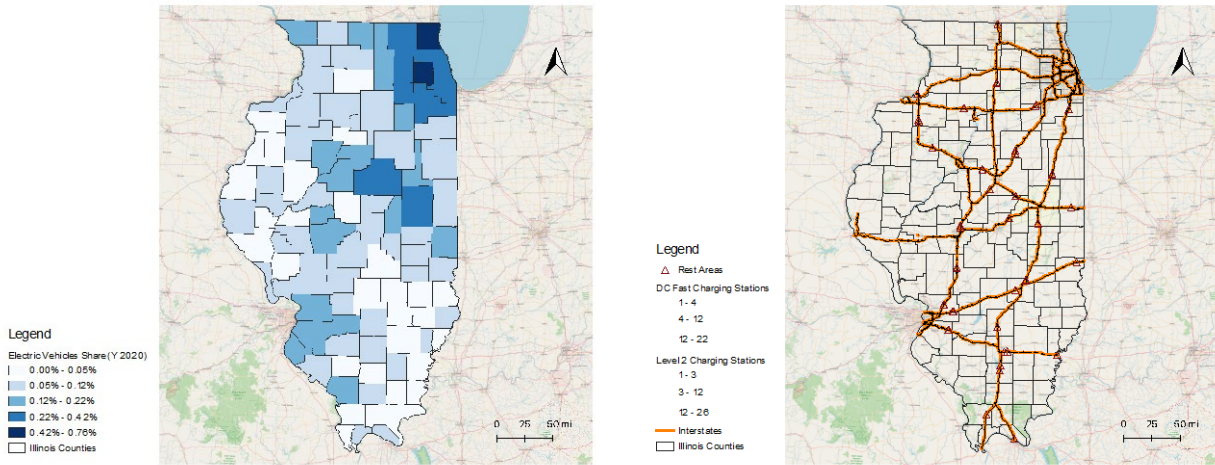 Legend
Electric Vehicles Share (Y 2020)
0.00% - 0.05%
0.05% - 0.12%
0.12% - 0.22%
0.22% - 0.42%
0.42% - 0.76%
Illinois Counties
0 25 50 mi
Legend
Rest Areas
DC Fast Charging Stations
1 - 4
4 - 12
12 - 22
Level 2 Charging Stations
1 - 3
3 - 12
12 - 26
Interstates
Illinois Counties
0 25 50 mi